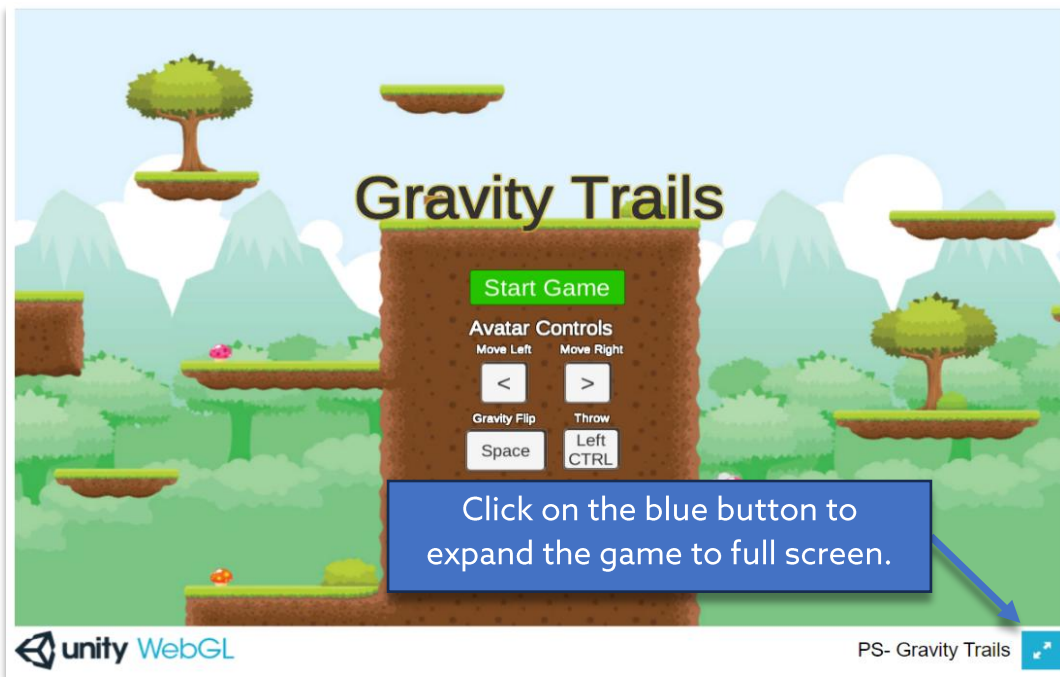 Gravity Trails
Start Game
Avatar Controls
Move Left Move Right
< >
Gravity Flip Throw
Space Left
CTRL
Click on the blue button to
expand the game to full screen.
unity WebGL
PS- Gravity Trails